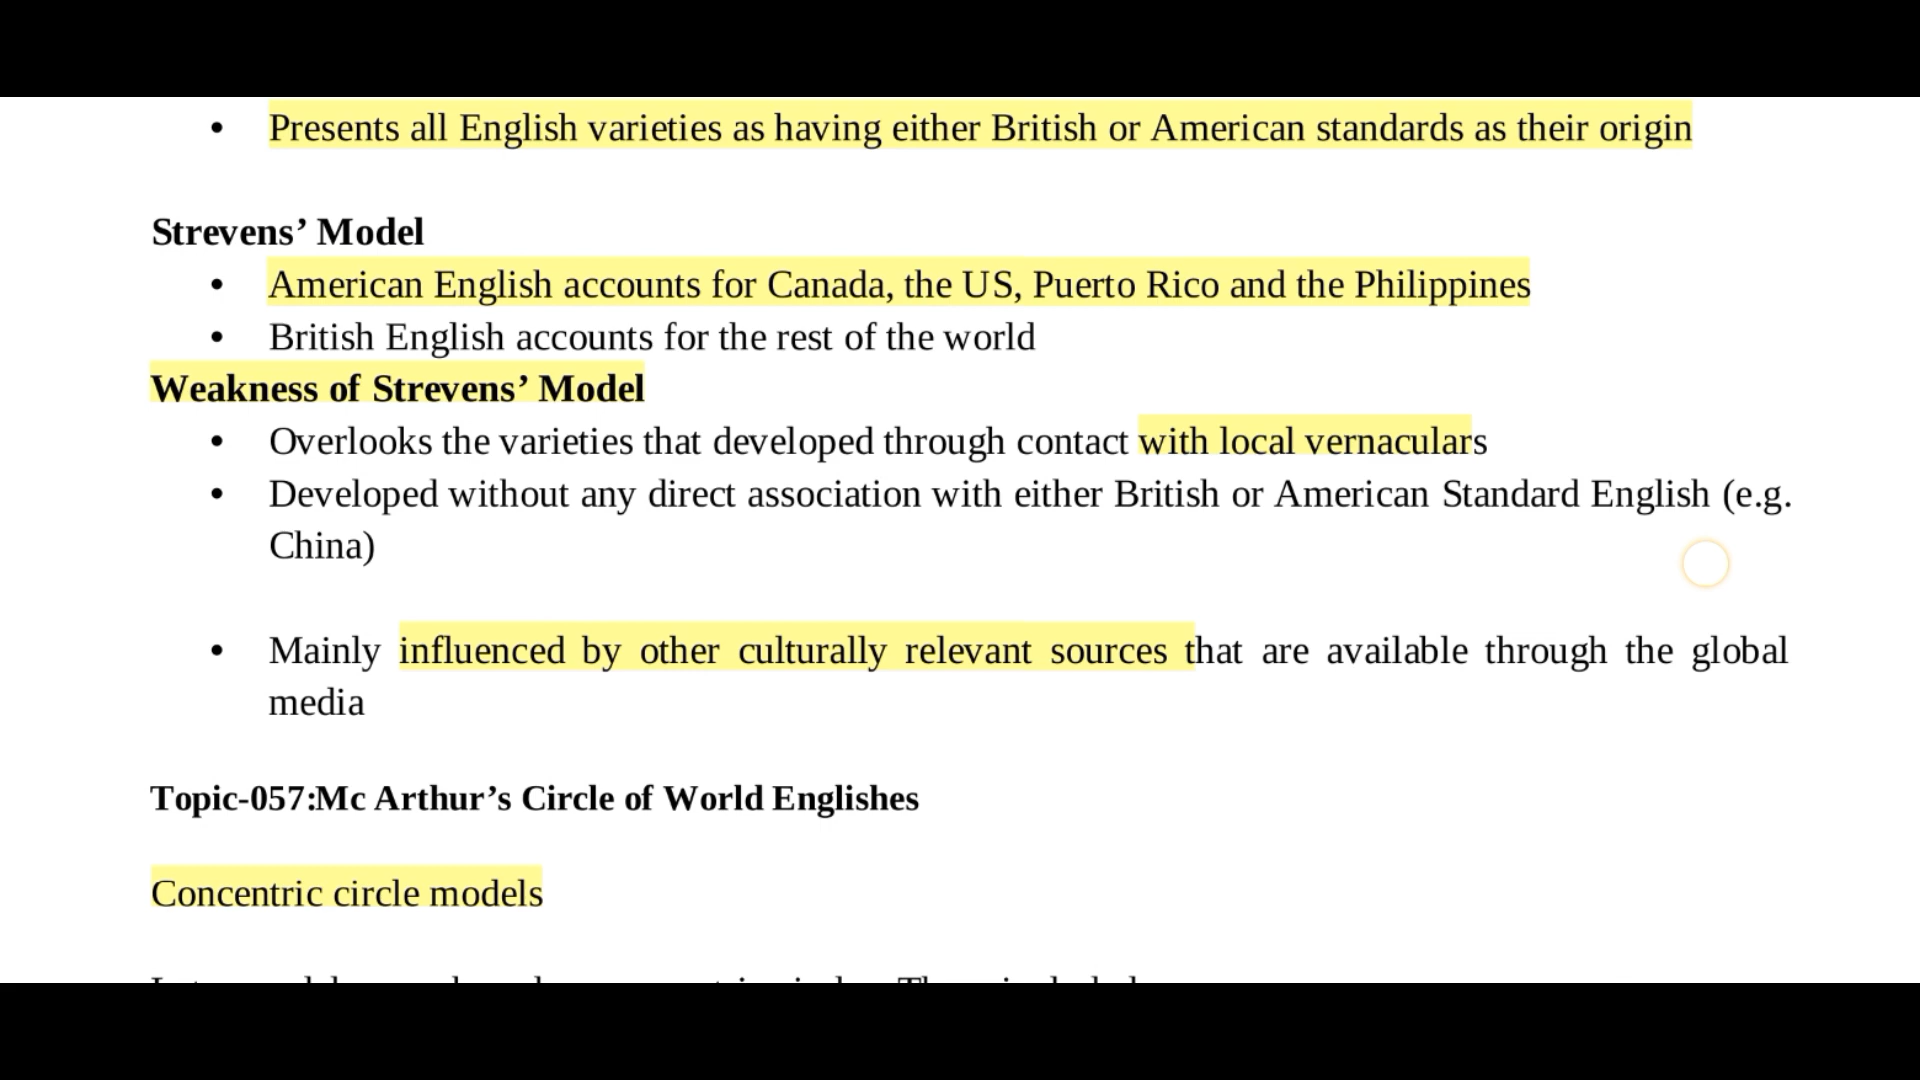 • Presents all English varieties as having either British or American standards as their origin
Strevens’ Model
• American English accounts for Canada, the US, Puerto Rico and the Philippines
• British English accounts for the rest of the world
Weakness of Strevens’ Model
• Overlooks the varieties that developed through contact with local vernaculars
• Developed without any direct association with either British or American Standard English (e.g.
China)
• Mainly influenced by other culturally relevant sources that are available through the global
media
Topic-057:Mc Arthur’s Circle of World Englishes
Concentric circle models